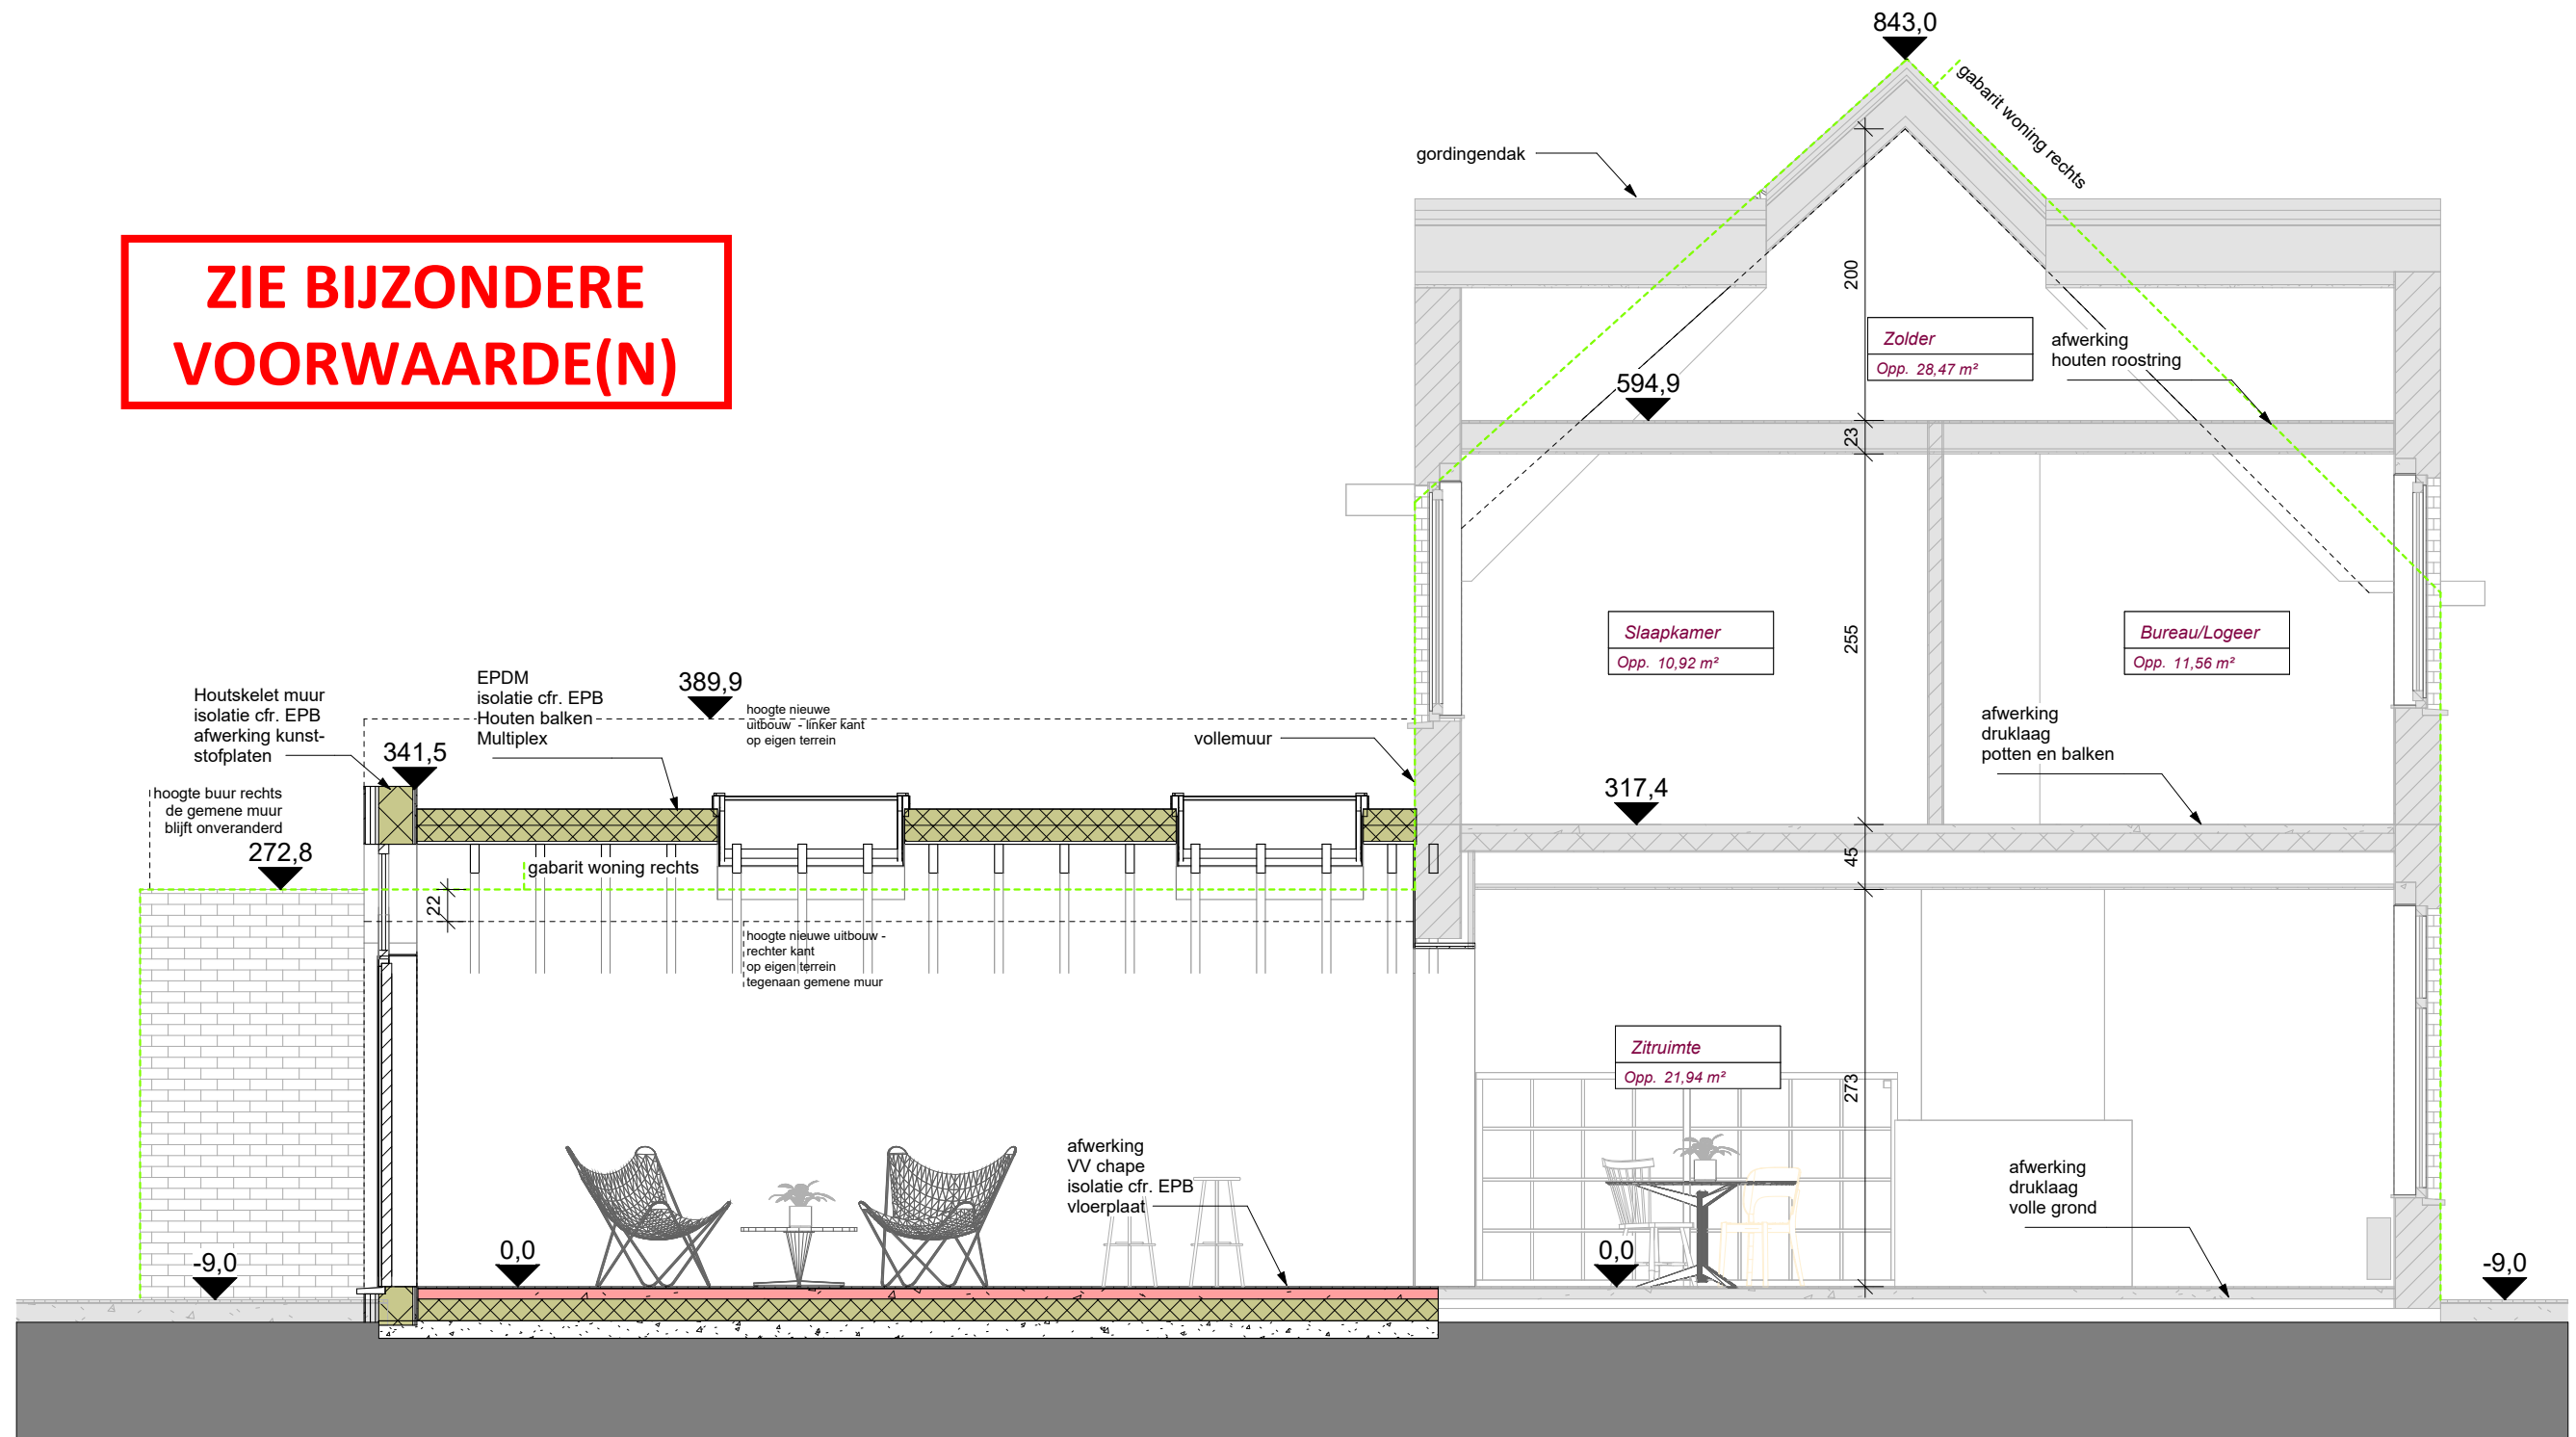 843,0
gabarit woning rechts
gordingendak
200
ZIE BIJZONDERE
VOORWAARDE(N)
Zolder
Opp. 28,47 m²
afwerking
houten roostring
594,9
23
Slaapkamer
Opp. 10,92 m²
255
Bureau/Logeer
Opp. 11,56 m²
Houtskelet muur
isolatie cfr. EPB
afwerking kunst-
stofplaten
EPDM
isolatie cfr. EPB
Houten balken
Multiplex
389,9
hoogte nieuwe
uitbouw - linker kant
op eigen terrein
vollemuur
afwerking
druklaag
potten en balken
341,5
317,4
hoogte buur rechts
de gemene muur
blijft onveranderd
272,8
gabarit woning rechts
45
22
hoogte nieuwe uitbouw -
rechter kant
op eigen terrein
tegenaan gemene muur
Zitruimte
Opp. 21,94 m²
273
afwerking
VV chape
isolatie cfr. EPB
vloerplaat
afwerking
druklaag
volle grond
-9,0
0,0
0,0
-9,0